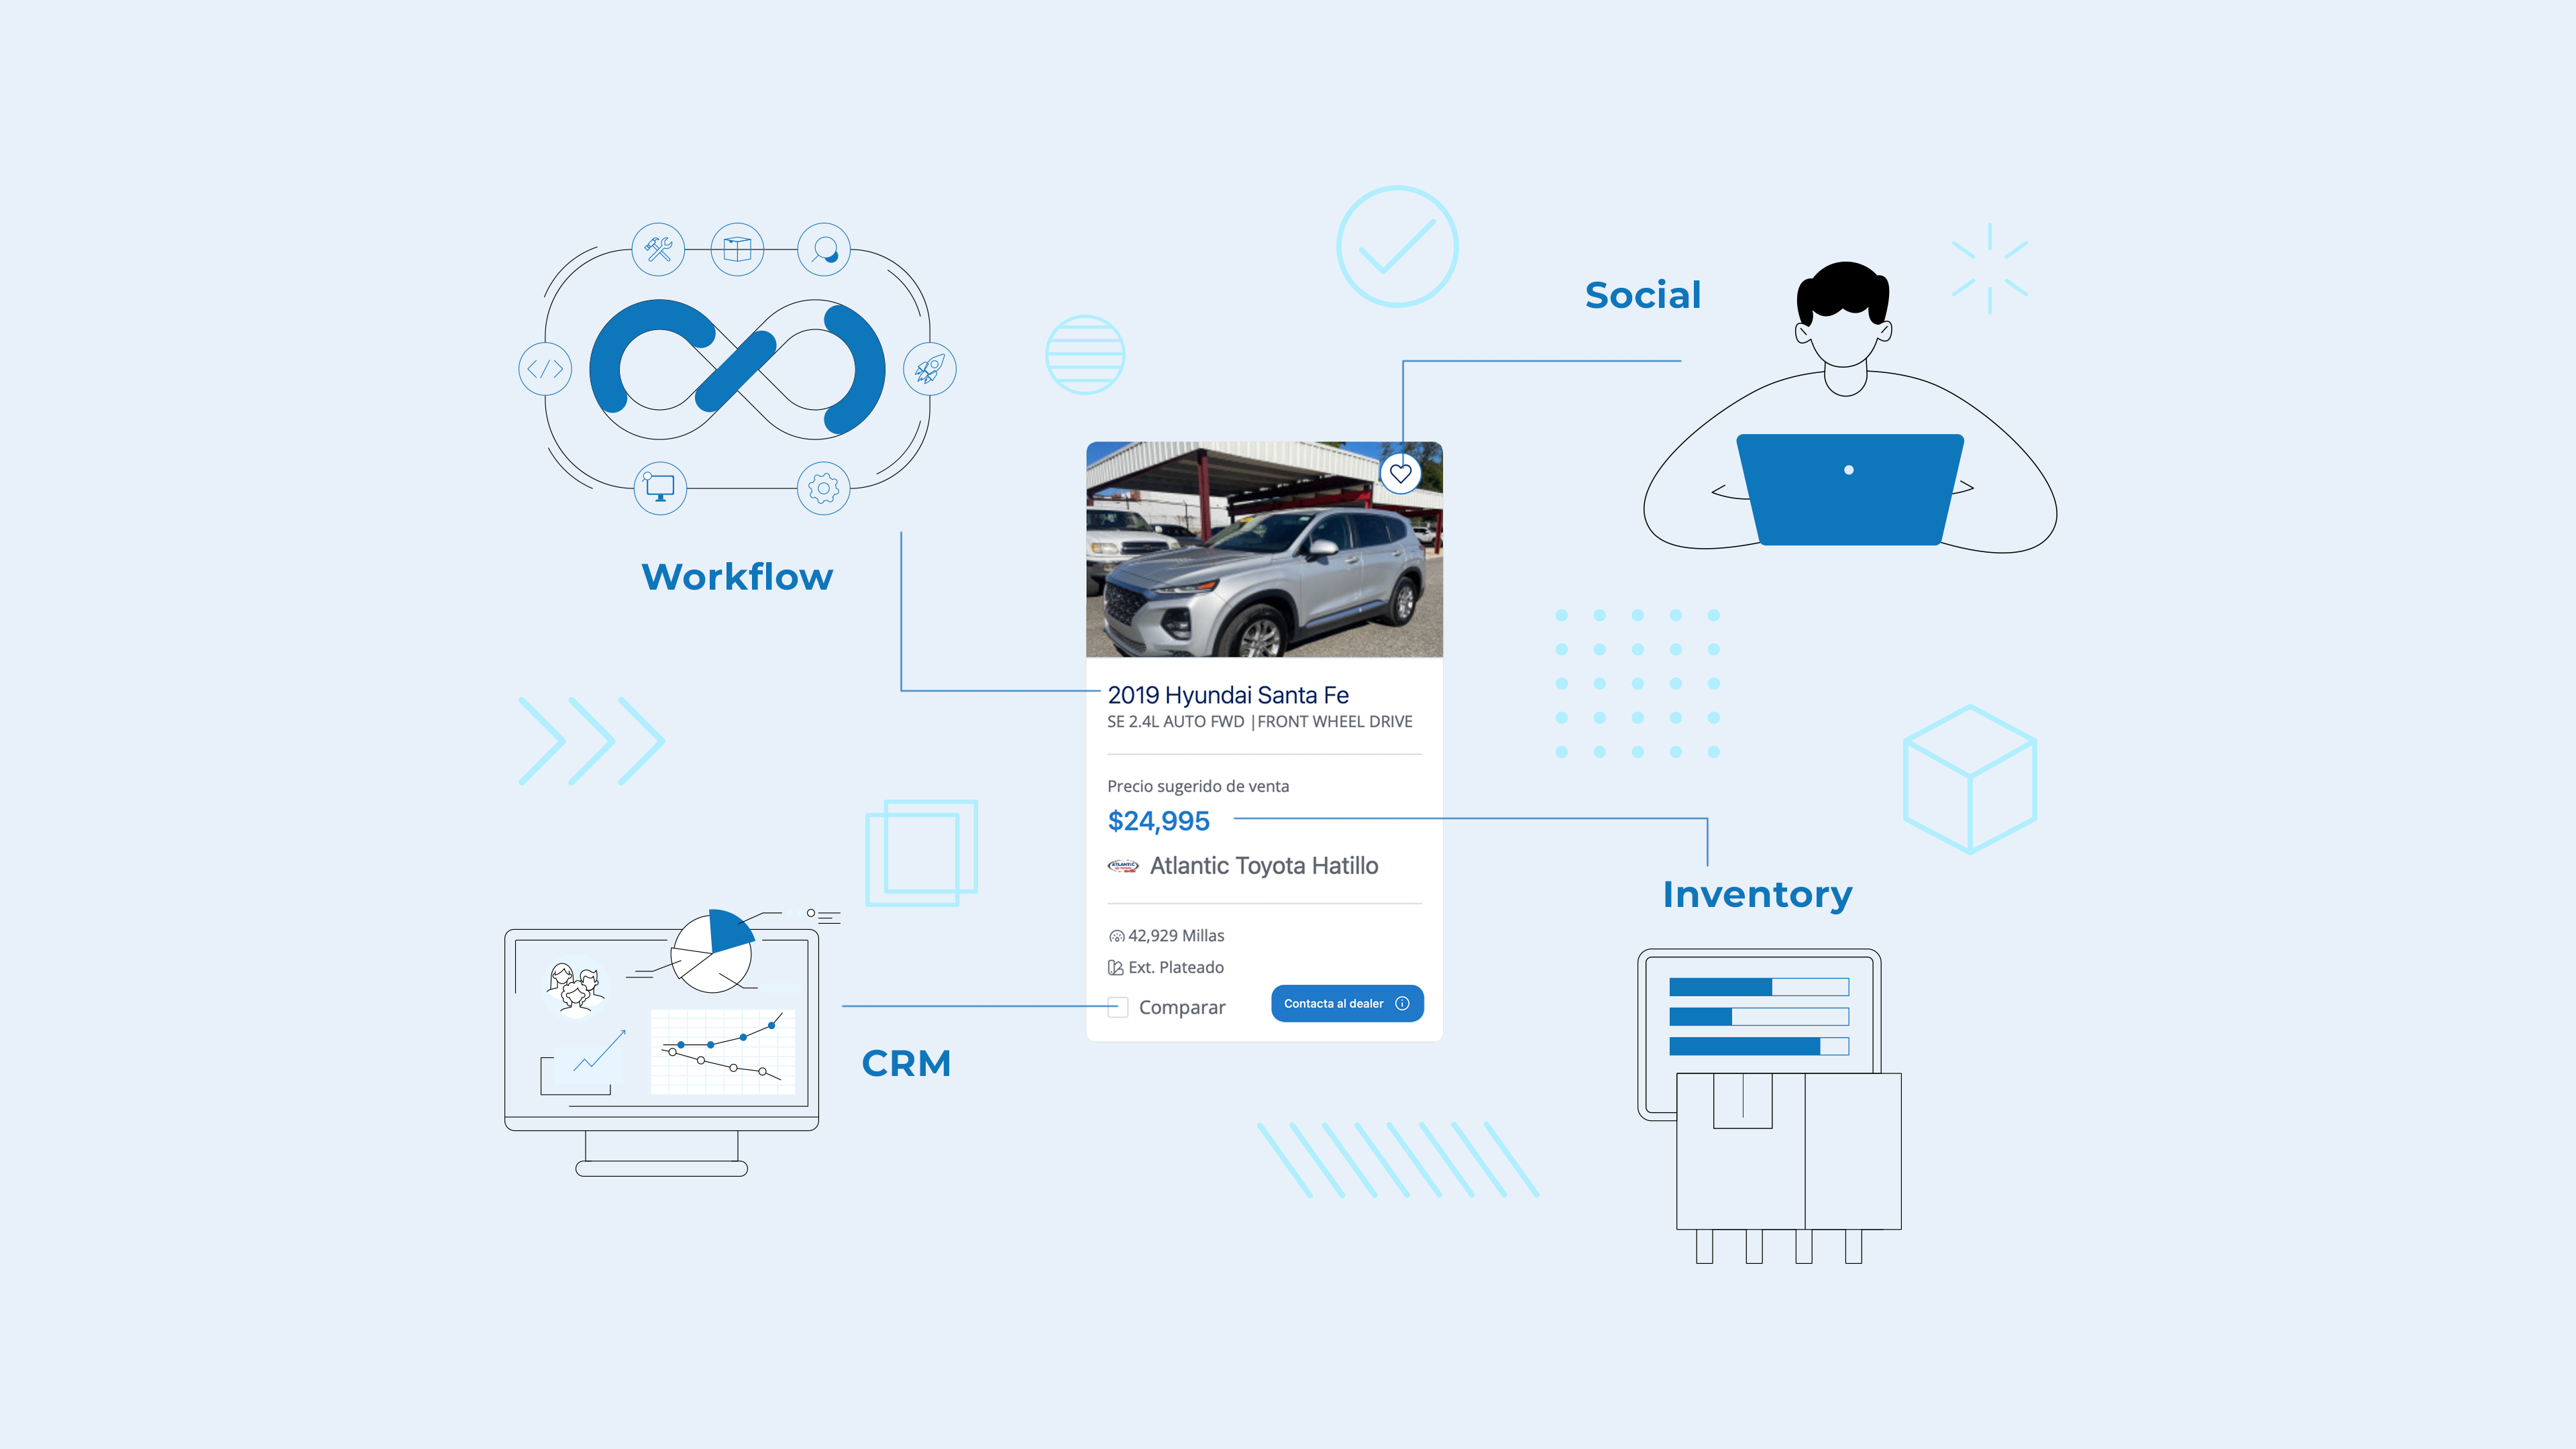 Social
Workflow
2019 Hyundai Santa Fe
SE 2.4L AUTO FWD |FRONT WHEEL DRIVE
Precio sugerido de venta
$24,995
ATLANTIC
Atlantic Toyota Hatillo
Inventory
42,929 Millas
Ext. Plateado
Comparar
Contacta al dealer
CRM